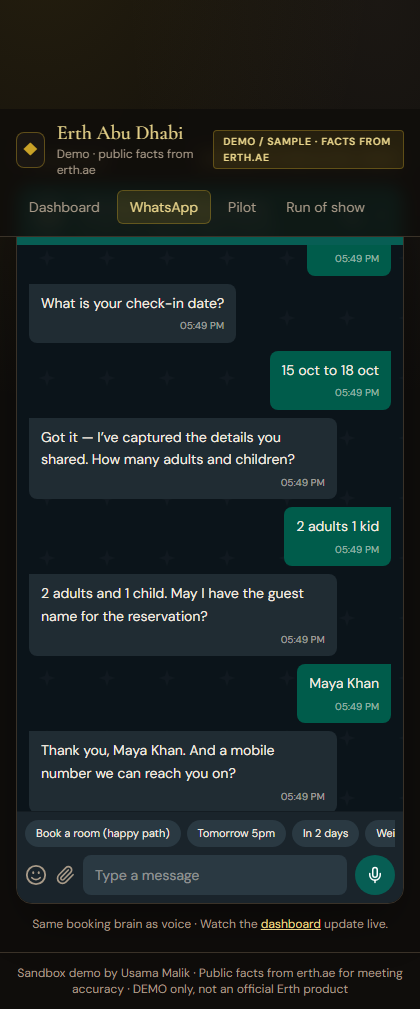 Erth Abu Dhabi
Demo · public facts from
erth.ae
DEMO / SAMPLE · FACTS FROM
ERTH.AE
Dashboard WhatsApp Pilot Run of show
05:49 PM
What is your check-in date?
05:49 PM
15 oct to 18 oct
05:49 PM
Got it — I've captured the details you
shared. How many adults and children?
05:49 PM
2 adults 1 kid
05:49 PM
2 adults and 1 child. May I have the guest
name for the reservation?
05:49 PM
Maya Khan
05:49 PM
Thank you, Maya Khan. And a mobile
number we can reach you on?
05:49 PM
Book a room (happy path) Tomorrow 5pm In 2 days
Type a message
Same booking brain as voice · Watch the dashboard update live.
Sandbox demo by Usama Malik · Public facts from erth.ae for meeting
accuracy · DEMO only, not an official Erth product